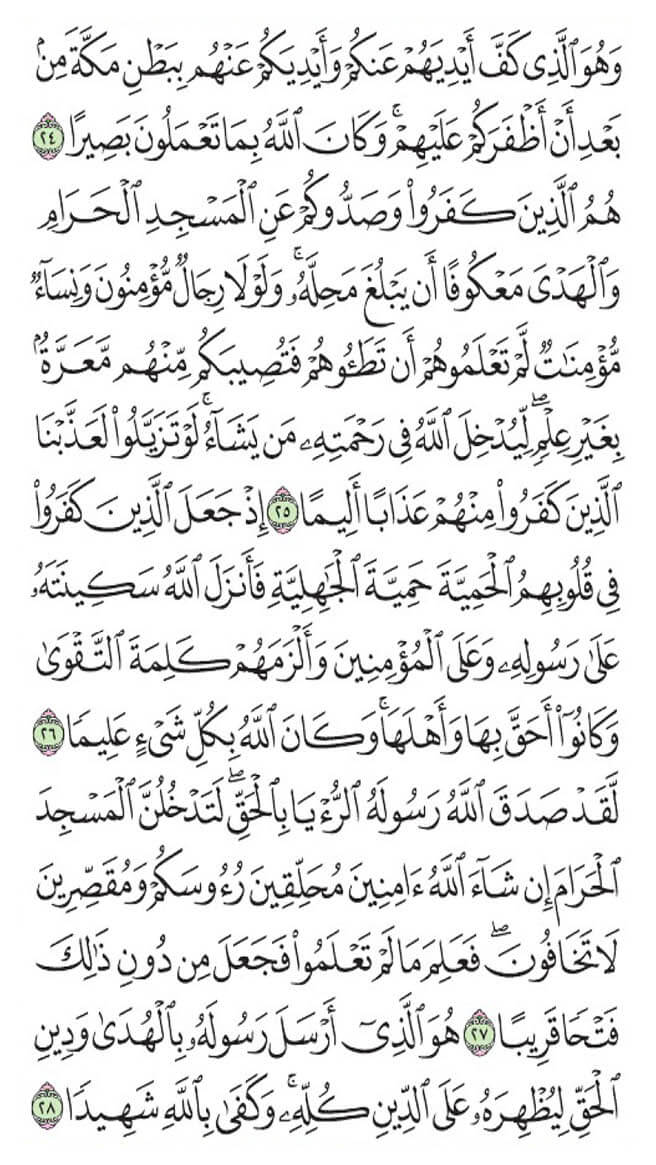 وَهُوَ ٱلَّذِى كَفَّ أَيْدِيَهُمْ عَنكُمْ وَأَيْدِيَكُمْ عَنْهُم بِبَطْنِ مَكَّةَ مِنۢ
بَعْدِ أَنْ أَظْفَرَكُمْ عَلَيْهِمْ ۚ وَكَانَ ٱللَّهُ بِمَا تَعْمَلُونَ بَصِيرًا ٢٤
هُمُ ٱلَّذِينَ كَفَرُوا۟ وَصَدُّوكُمْ عَنِ ٱلْمَسْجِدِ ٱلْحَرَامِ
وَٱلْهَدْىَ مَعْكُوفًا أَن يَبْلُغَ مَحِلَّهُۥ ۚ وَلَوْلَا رِجَالٌ مُّؤْمِنُونَ وَنِسَآءٌ
مُّؤْمِنَـٰتٌ لَّمْ تَعْلَمُوهُمْ أَن تَطَـُٔوهُمْ فَتُصِيبَكُم مِّنْهُم مَّعَرَّةٌۢ
بِغَيْرِ عِلْمٍ ۖ لِّيُدْخِلَ ٱللَّهُ فِى رَحْمَتِهِۦ مَن يَشَآءُ ۚ لَوْ تَزَيَّلُوا۟ لَعَذَّبْنَا
ٱلَّذِينَ كَفَرُوا۟ مِنْهُمْ عَذَابًا أَلِيمًا ٢٥ إِذْ جَعَلَ ٱلَّذِينَ كَفَرُوا۟
فِى قُلُوبِهِمُ ٱلْحَمِيَّةَ حَمِيَّةَ ٱلْجَـٰهِلِيَّةِ فَأَنزَلَ ٱللَّهُ سَكِينَتَهُۥ
عَلَىٰ رَسُولِهِۦ وَعَلَى ٱلْمُؤْمِنِينَ وَأَلْزَمَهُمْ كَلِمَةَ ٱلتَّقْوَىٰ
وَكَانُوٓا۟ أَحَقَّ بِهَا وَأَهْلَهَا ۚ وَكَانَ ٱللَّهُ بِكُلِّ شَىْءٍ عَلِيمًا ٢٦
لَّقَدْ صَدَقَ ٱللَّهُ رَسُولَهُ ٱلرُّءْيَا بِٱلْحَقِّ ۖ لَتَدْخُلُنَّ ٱلْمَسْجِدَ
ٱلْحَرَامَ إِن شَآءَ ٱللَّهُ ءَامِنِينَ مُحَلِّقِينَ رُءُوسَكُمْ وَمُقَصِّرِينَ
لَا تَخَافُونَ ۖ فَعَلِمَ مَا لَمْ تَعْلَمُوا۟ فَجَعَلَ مِن دُونِ ذَٰلِكَ
فَتْحًا قَرِيبًا ٢٧ هُوَ ٱلَّذِىٓ أَرْسَلَ رَسُولَهُۥ بِٱلْهُدَىٰ وَدِينِ
ٱلْحَقِّ لِيُظْهِرَهُۥ عَلَى ٱلدِّينِ كُلِّهِۦ ۚ وَكَفَىٰ بِٱللَّهِ شَهِيدًا ٢٨